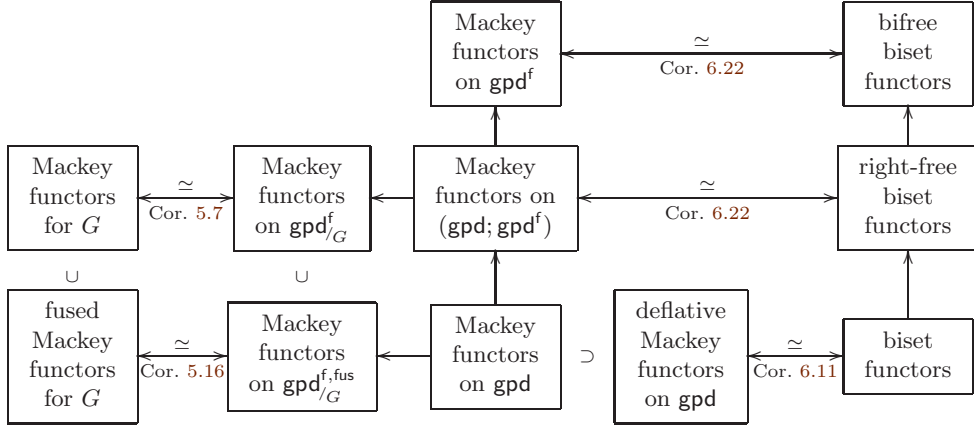 Mackey
functors
on gpd^f
≃
Cor. 6.22
bifree
biset
functors
Mackey
functors
for G
≃
Cor. 5.7
Mackey
functors
on gpd^f_{/G}
Mackey
functors on
(gpd; gpd^f)
≃
Cor. 6.22
right-free
biset
functors
∪
∪
fused
Mackey
functors
for G
≃
Cor. 5.16
Mackey
functors
on gpd^{f,fus}_{/G}
Mackey
functors
on gpd
⊃
deflative
Mackey
functors
on gpd
≃
Cor. 6.11
biset
functors